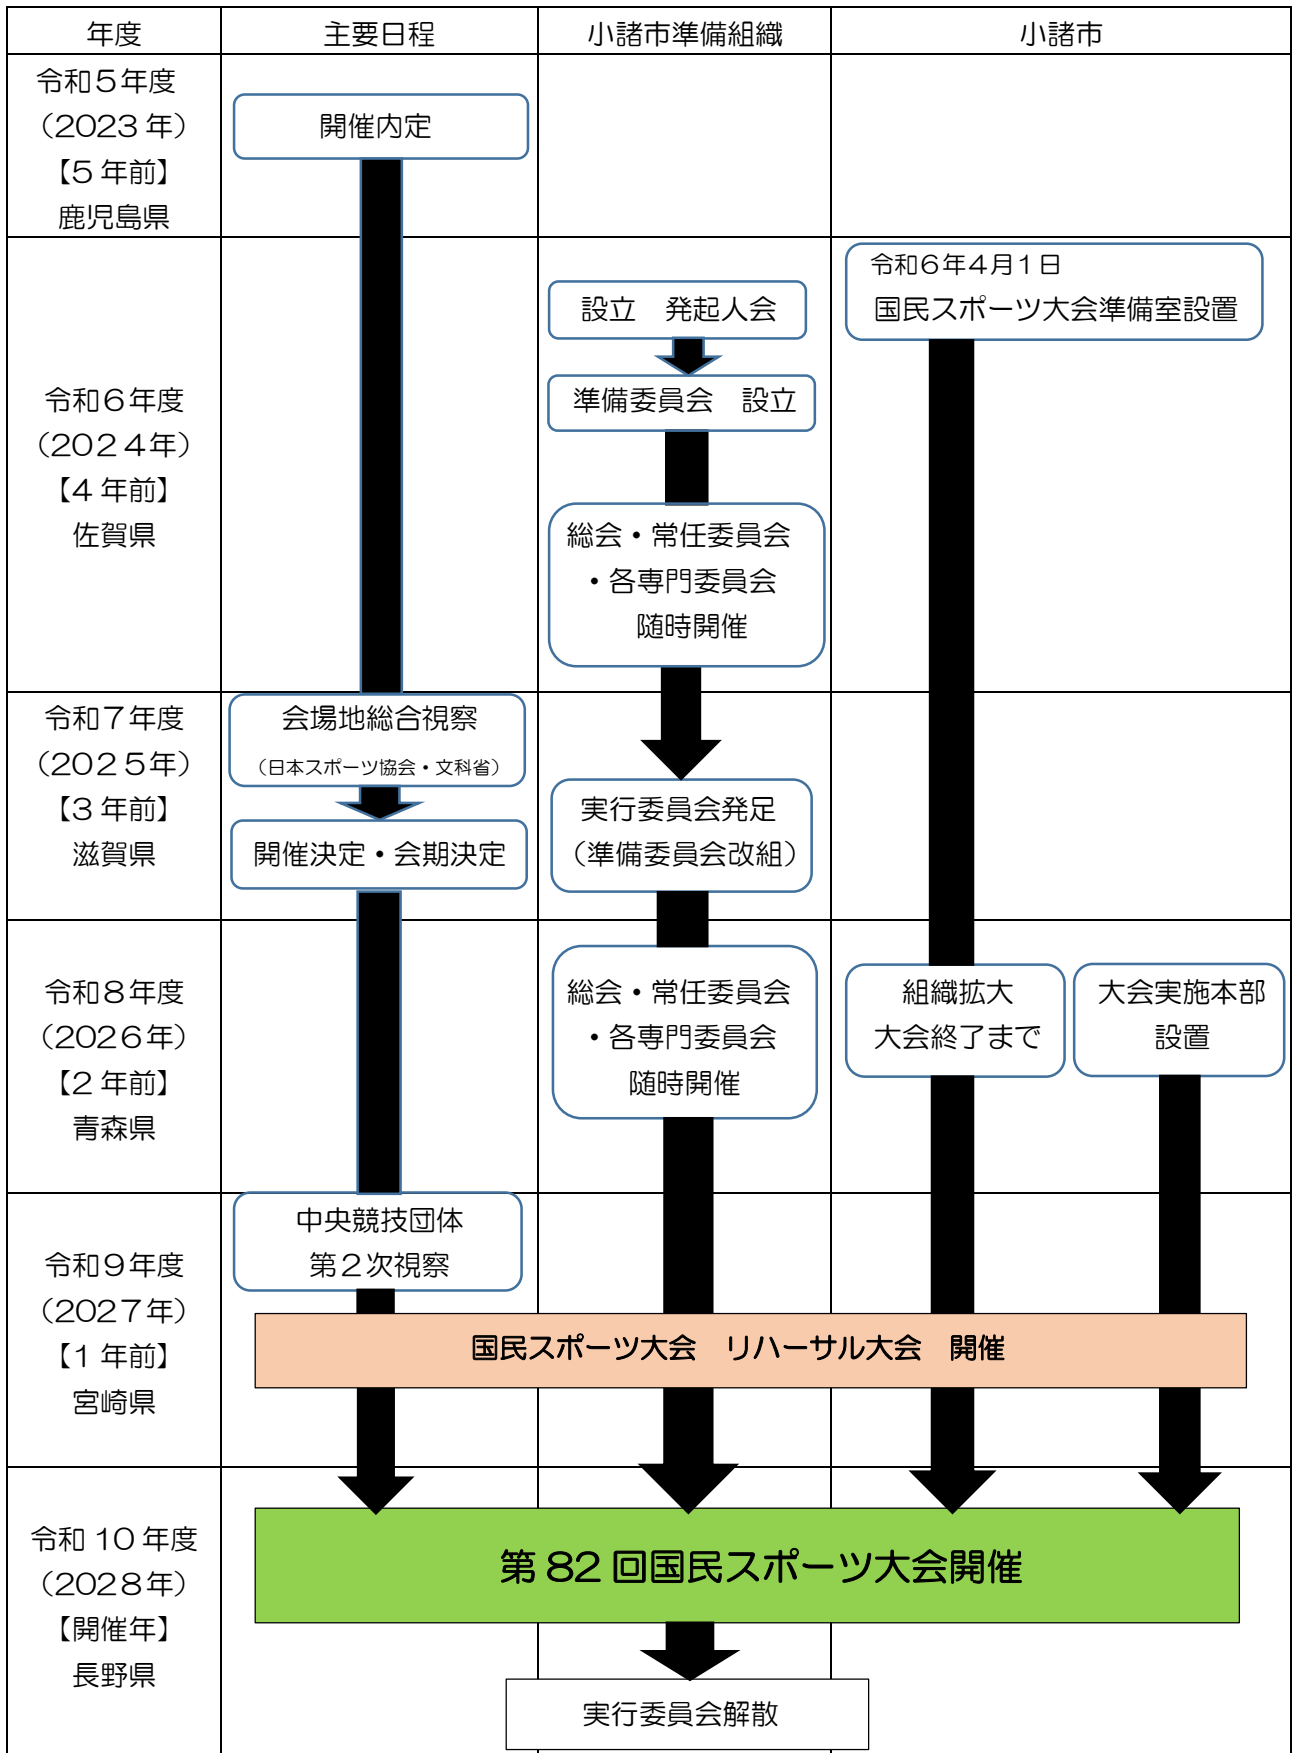 年度 主要日程 小諸市準備組織 小諸市
令和5年度
（2023年）
【5年前】
鹿児島県
開催内定
令和6年度
（2024年）
【4年前】
佐賀県
設立　発起人会
準備委員会　設立
総会・常任委員会
・各専門委員会
随時開催
令和6年4月1日
国民スポーツ大会準備室設置
令和7年度
（2025年）
【3年前】
滋賀県
会場地総合視察
（日本スポーツ協会・文科省）
開催決定・会期決定
実行委員会発足
（準備委員会改組）
令和8年度
（2026年）
【2年前】
青森県
総会・常任委員会
・各専門委員会
随時開催
組織拡大
大会終了まで
大会実施本部
設置
令和9年度
（2027年）
【1年前】
宮崎県
中央競技団体
第2次視察
国民スポーツ大会　リハーサル大会　開催
令和10年度
（2028年）
【開催年】
長野県
第82回国民スポーツ大会開催
実行委員会解散